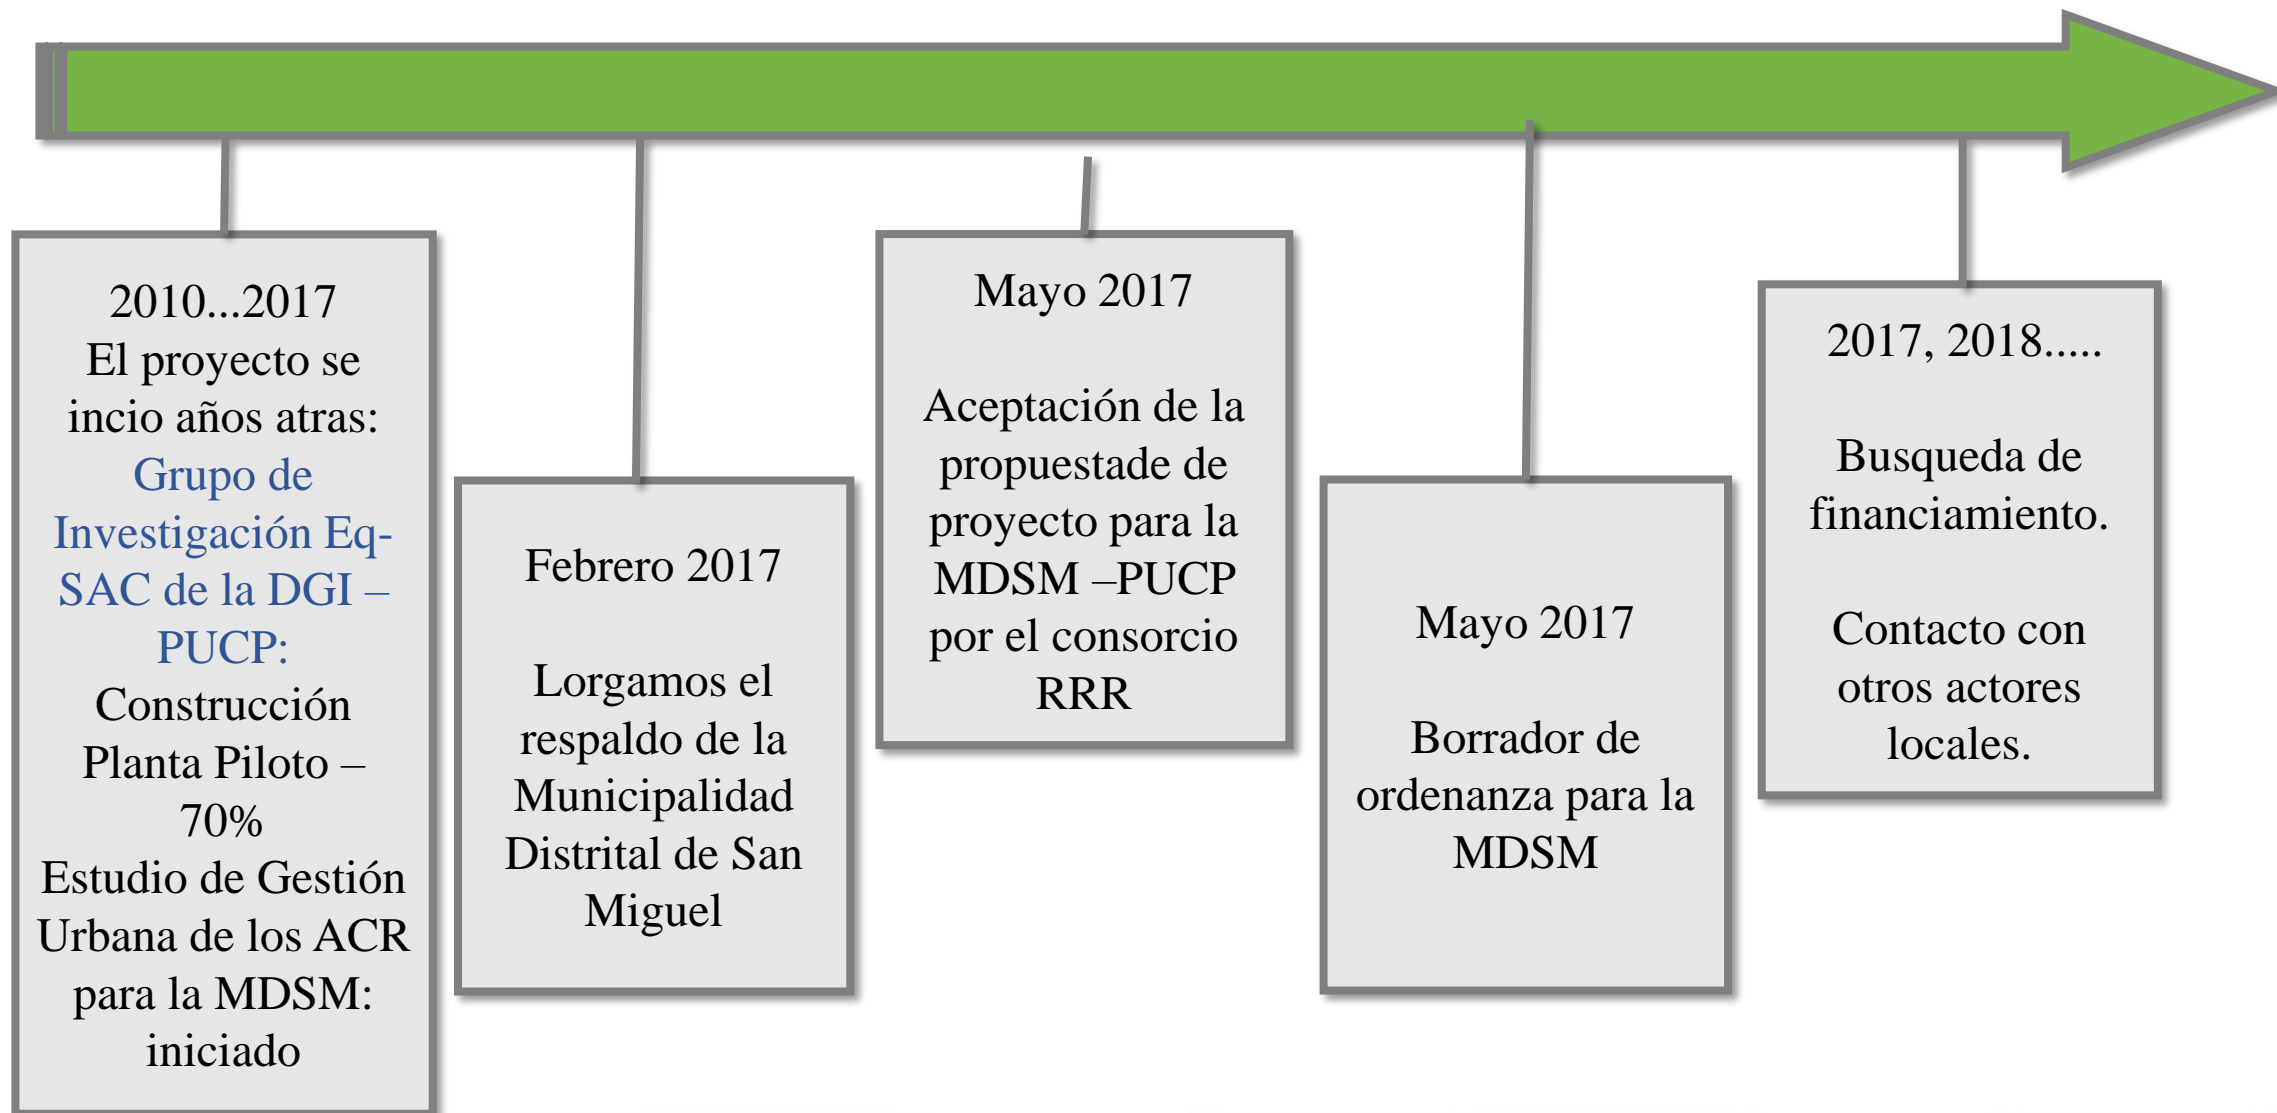 2010...2017
El proyecto se
incio años atras:
Grupo de
Investigación Eq-
SAC de la DGI –
PUCP:
Construcción
Planta Piloto –
70%
Estudio de Gestión
Urbana de los ACR
para la MDSM:
iniciado
Febrero 2017
Lorgamos el
respaldo de la
Municipalidad
Distrital de San
Miguel
Mayo 2017
Aceptación de la
propuestade de
proyecto para la
MDSM –PUCP
por el consorcio
RRR
Mayo 2017
Borrador de
ordenanza para la
MDSM
2017, 2018.....
Busqueda de
financiamiento.
Contacto con
otros actores
locales.